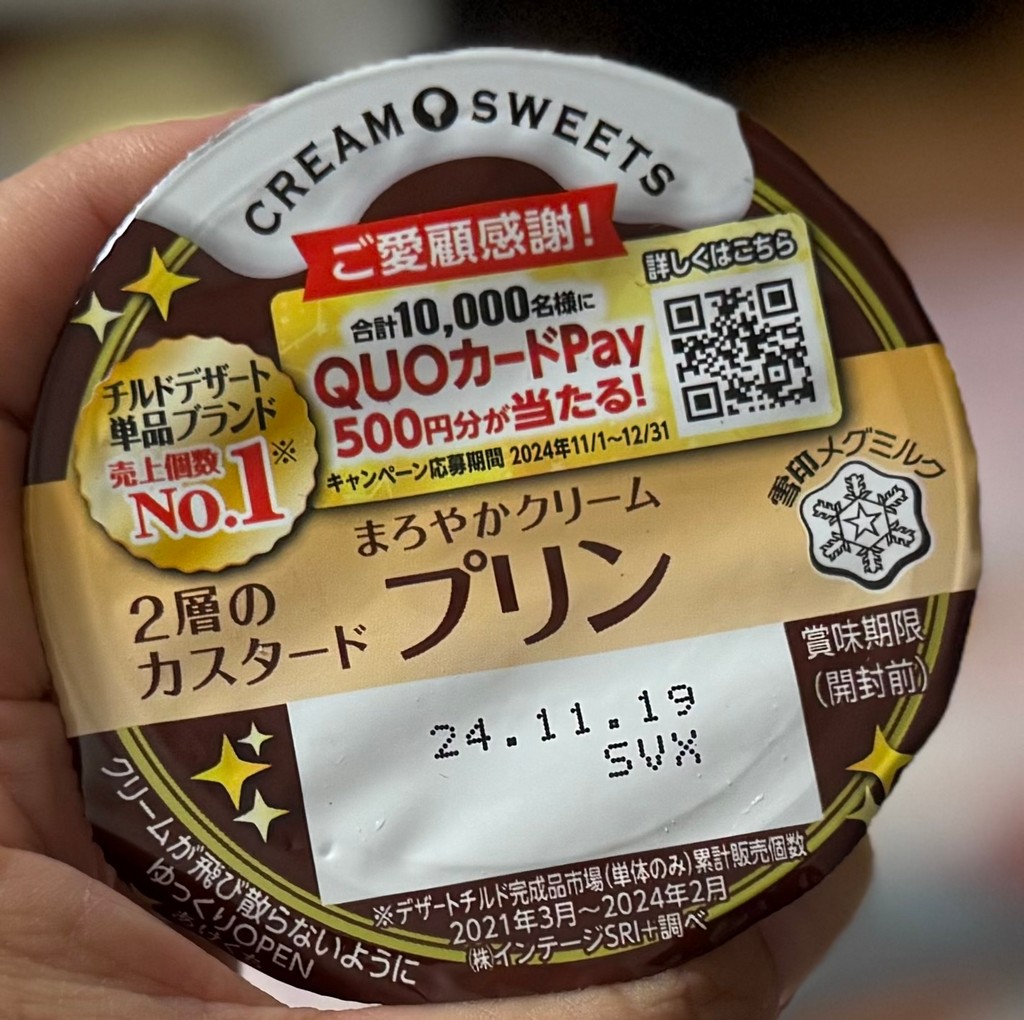 CREAM SWEETS
ご愛顧感謝!
詳しくはこちら
合計10,000名様に
QUOカードPay
500円分が当たる!
キャンペーン応募期間 2024年11/1～12/31
チルドデザート
単品ブランド
売上個数※
No.1
雪印メグミルク
まろやかクリーム
2層の
カスタード
プリン
賞味期限
(開封前)
24.11.19
SVX
クリームが飛び散らないように
ゆっくりOPEN
※デザートチルド完成品市場(単体のみ)累計販売個数
2021年3月～2024年2月
㈱インテージSRI+調べ